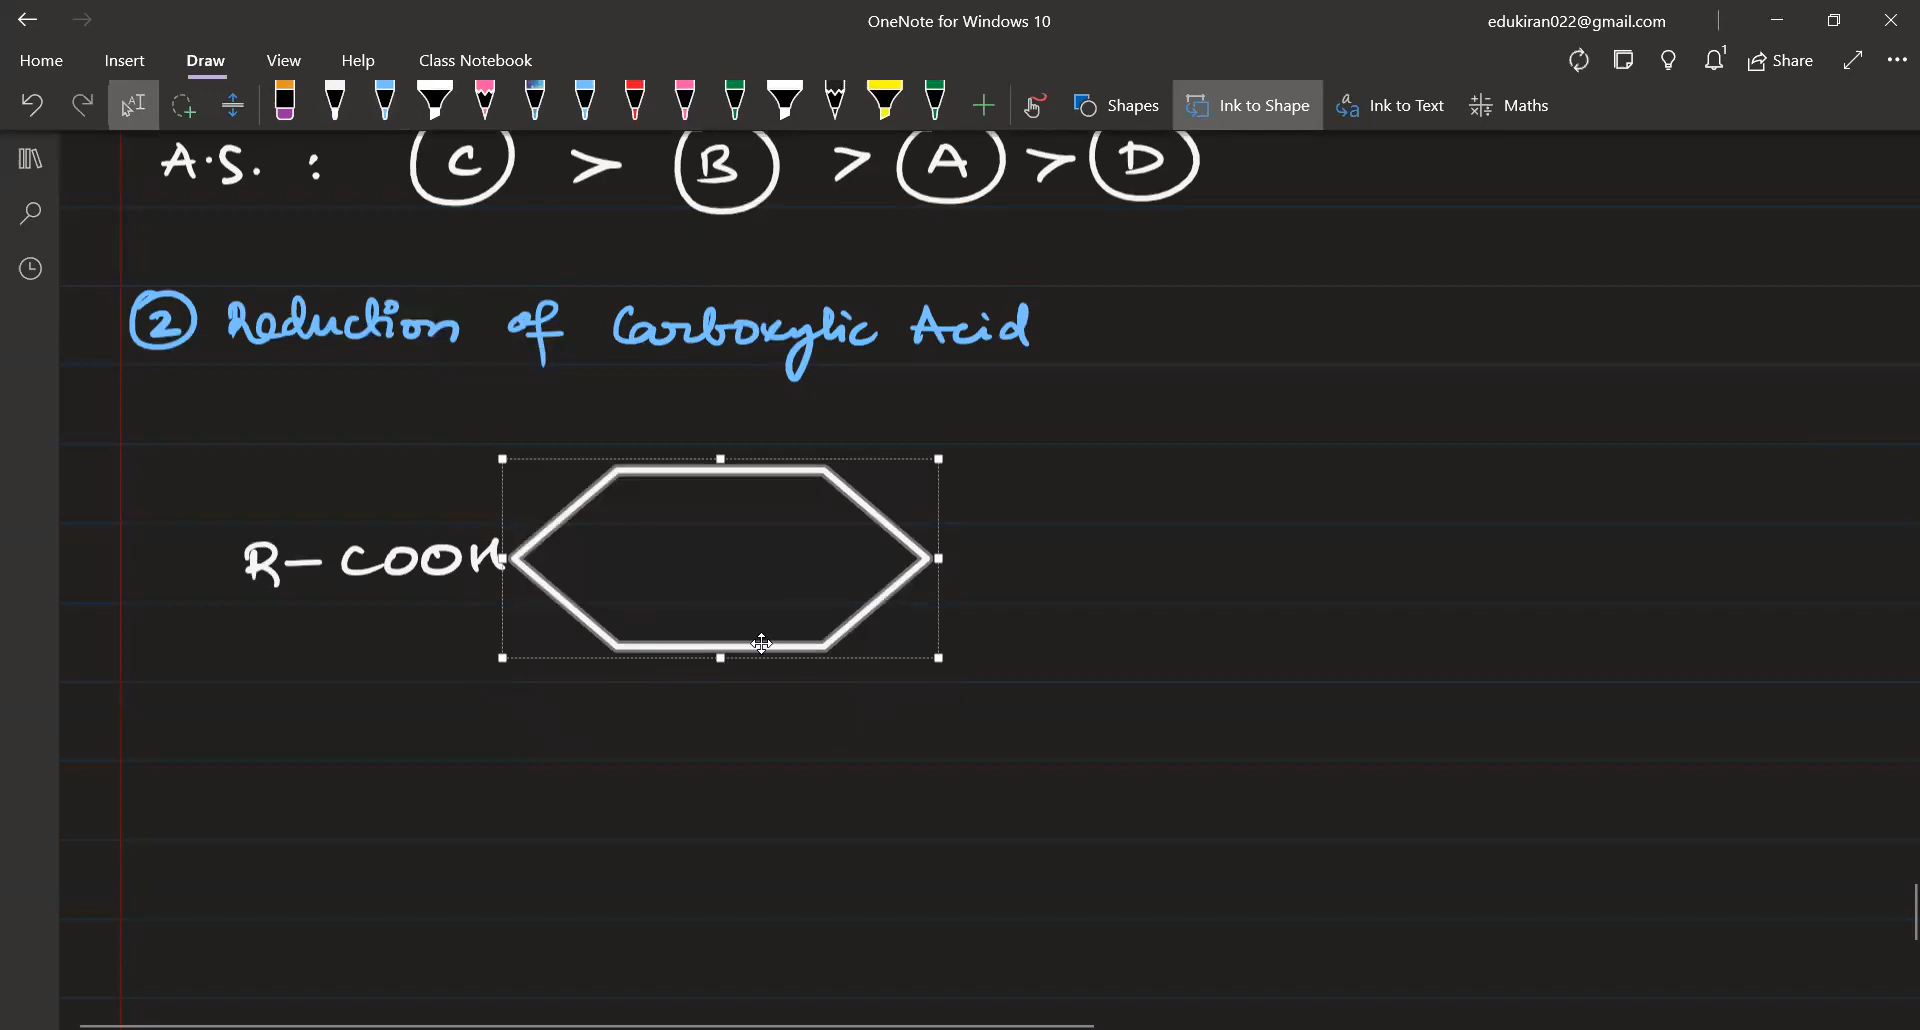 OneNote for Windows 10
edukiran022@gmail.com
Home Insert Draw View Help Class Notebook
1
Share
Shapes Ink to Shape Ink to Text Maths
A.S. : C > B > A > D
② Reduction of Carboxylic Acid
R-COOH